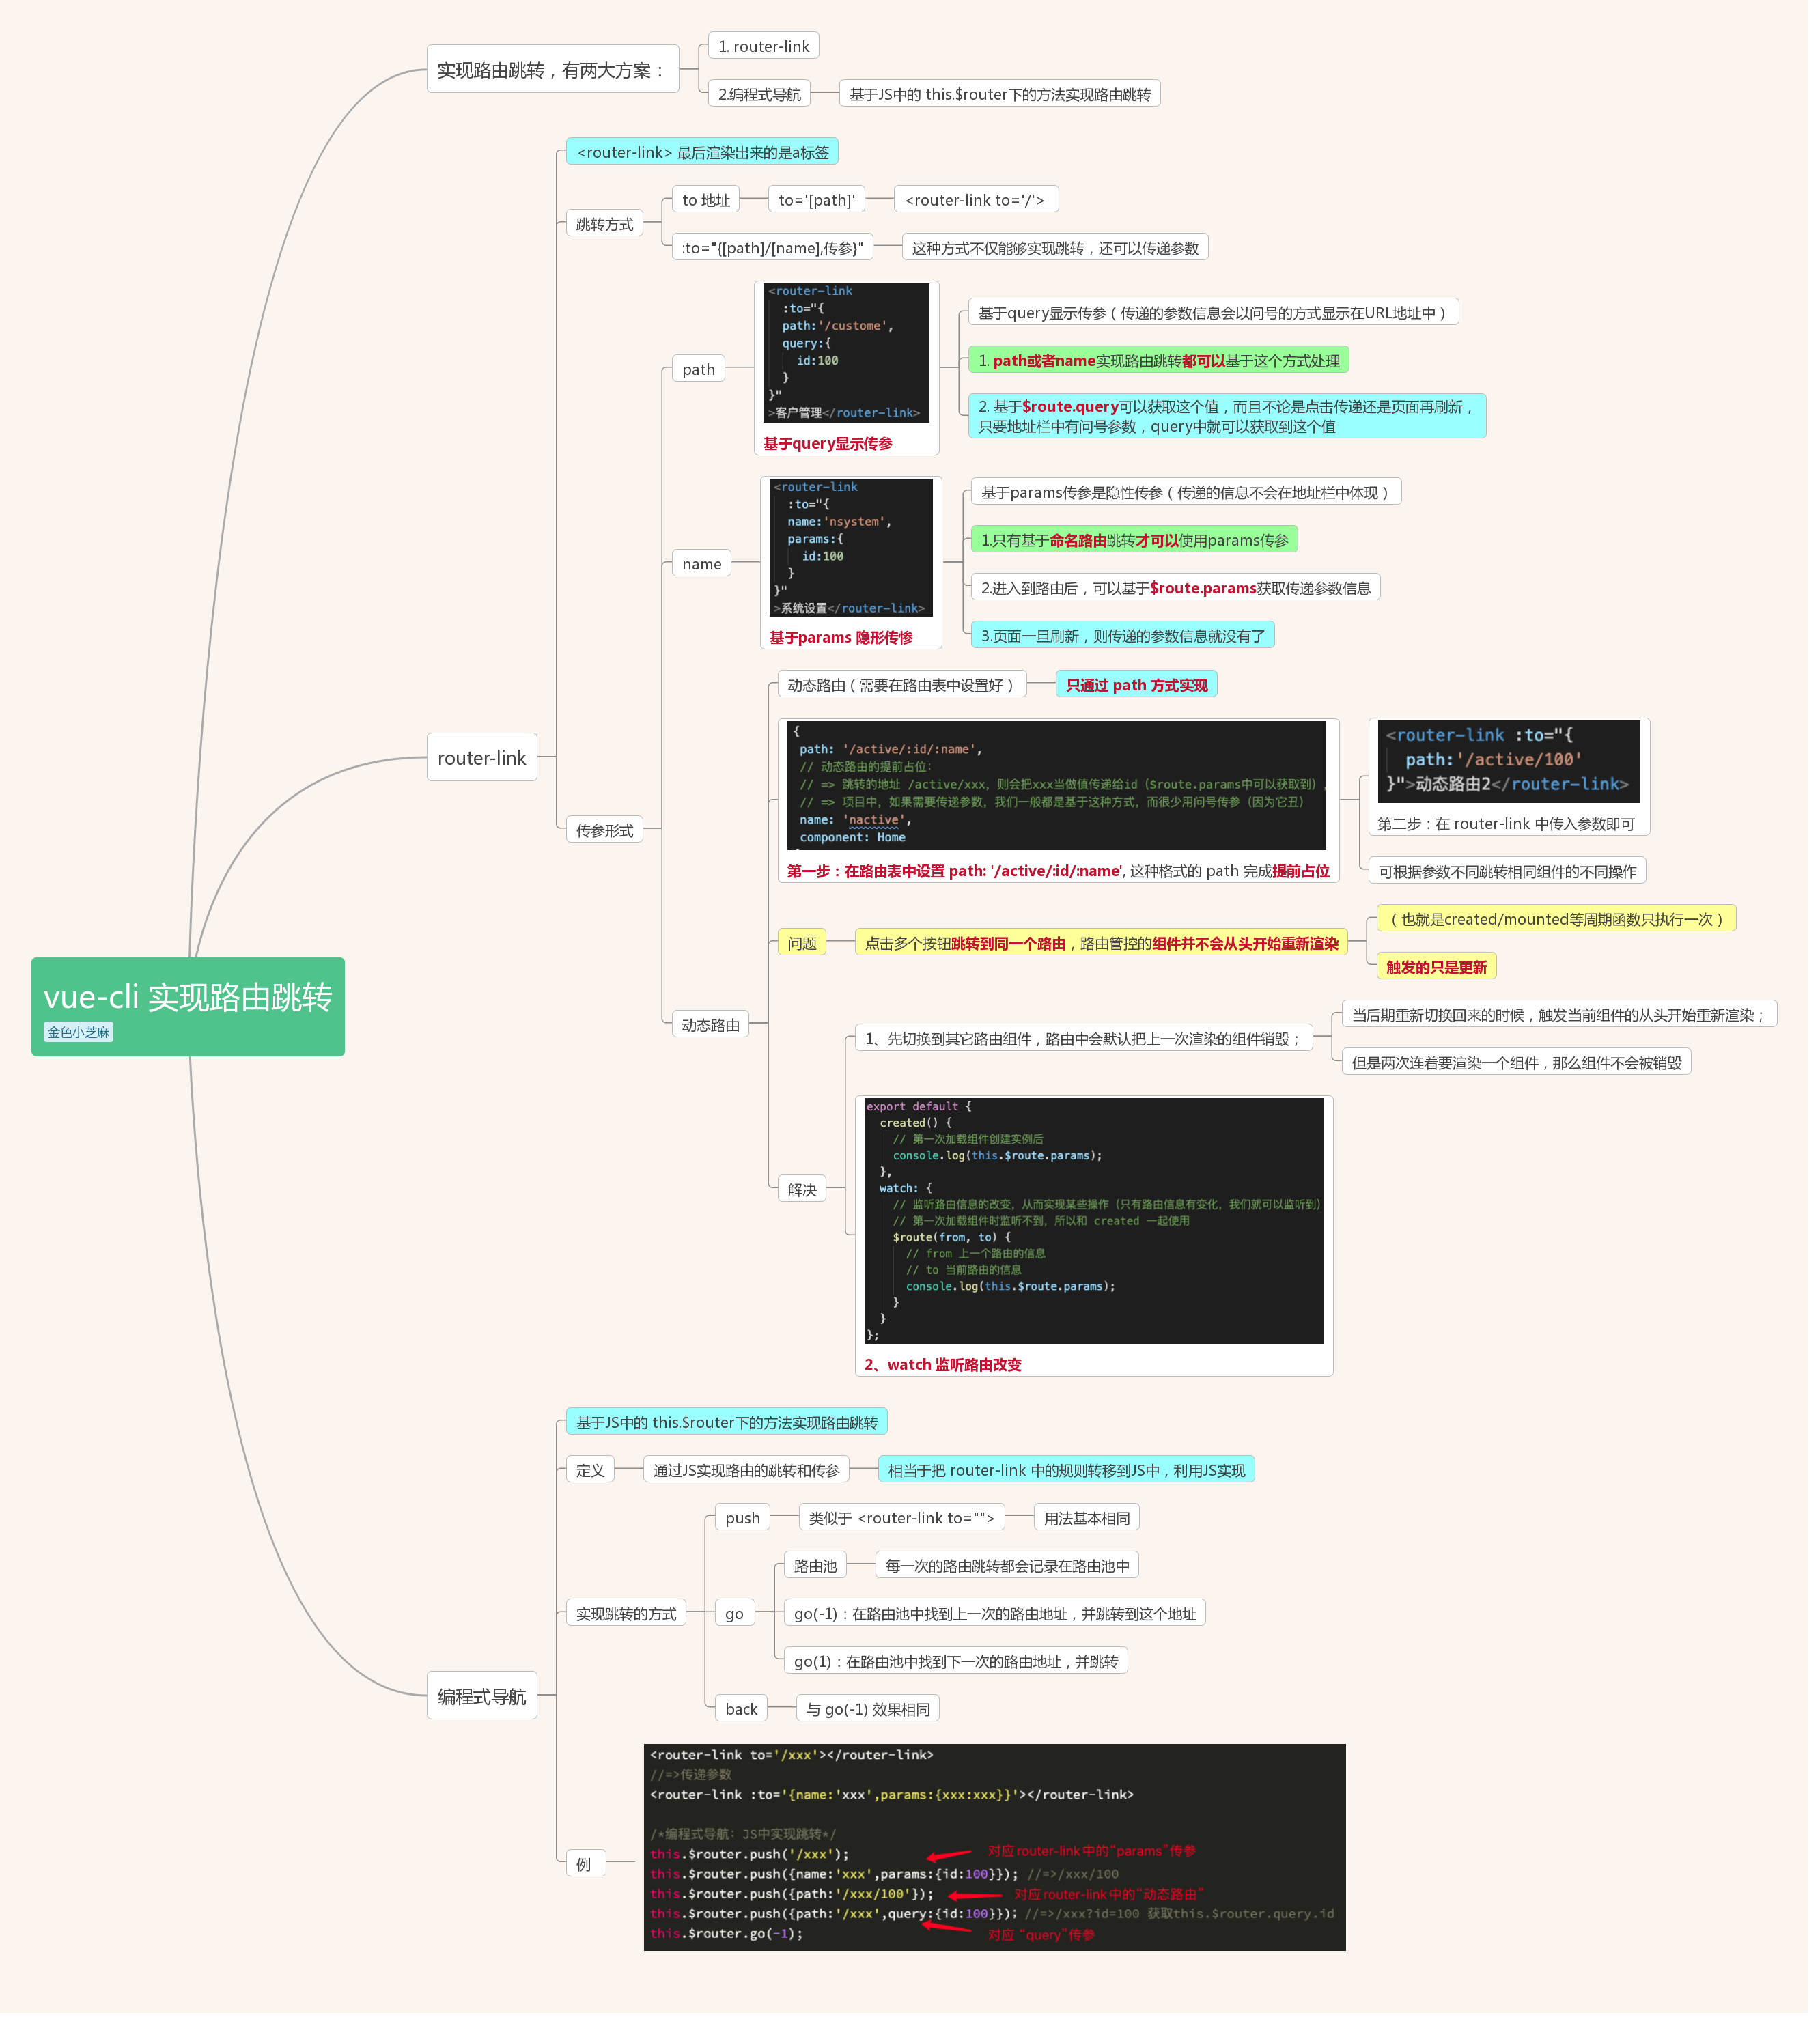 实现路由跳转，有两大方案：
1. router-link
2.编程式导航
基于JS中的 this.$router下的方法实现路由跳转
<router-link> 最后渲染出来的是a标签
跳转方式
to 地址
to='[path]'
<router-link to='/'>
:to="{[path]/[name],传参}"
这种方式不仅能够实现跳转，还可以传递参数
path
<router-link
:to="{
path:'/custome',
query:{
id:100
}
}"
>客户管理</router-link>
基于query显示传参
基于query显示传参（传递的参数信息会以问号的方式显示在URL地址中）
1. path或者name实现路由跳转都可以基于这个方式处理
2. 基于$route.query可以获取这个值，而且不论是点击传递还是页面再刷新，
只要地址栏中有问号参数，query中就可以获取到这个值
name
<router-link
:to="{
name:'nsystem',
params:{
id:100
}
}"
>系统设置</router-link>
基于params 隐形传惨
基于params传参是隐性传参（传递的信息不会在地址栏中体现）
1.只有基于命名路由跳转才可以使用params传参
2.进入到路由后，可以基于$route.params获取传递参数信息
3.页面一旦刷新，则传递的参数信息就没有了
router-link
传参形式
动态路由（需要在路由表中设置好）
只通过 path 方式实现
{
path: '/active/:id/:name',
// 动态路由的提前占位:
// => 跳转的地址 /active/xxx，则会把xxx当做值传递给id（$route.params中可以获取到）,
// => 项目中，如果需要传递参数，我们一般都是基于这种方式，而很少用问号传参（因为它丑）
name: 'nactive',
component: Home
第一步：在路由表中设置 path: '/active/:id/:name', 这种格式的 path 完成提前占位
<router-link :to="{
path:'/active/100'
}">动态路由2</router-link>
第二步：在 router-link 中传入参数即可
可根据参数不同跳转相同组件的不同操作
问题
点击多个按钮跳转到同一个路由，路由管控的组件并不会从头开始重新渲染
（也就是created/mounted等周期函数只执行一次）
触发的只是更新
vue-cli 实现路由跳转
金色小芝麻
动态路由
1、先切换到其它路由组件，路由中会默认把上一次渲染的组件销毁；
当后期重新切换回来的时候，触发当前组件的从头开始重新渲染；
但是两次连着要渲染一个组件，那么组件不会被销毁
解决
export default {
created() {
// 第一次加载组件创建实例后
console.log(this.$route.params);
},
watch: {
// 监听路由信息的改变，从而实现某些操作（只有路由信息有变化，我们就可以监听到）
// 第一次加载组件时监听不到，所以和 created 一起使用
$route(from, to) {
// from 上一个路由的信息
// to 当前路由的信息
console.log(this.$route.params);
}
}
};
2、watch 监听路由改变
基于JS中的 this.$router下的方法实现路由跳转
定义
通过JS实现路由的跳转和传参
相当于把 router-link 中的规则转移到JS中，利用JS实现
push
类似于 <router-link to="">
用法基本相同
实现跳转的方式
go
路由池
每一次的路由跳转都会记录在路由池中
go(-1)：在路由池中找到上一次的路由地址，并跳转到这个地址
go(1)：在路由池中找到下一次的路由地址，并跳转
back
与 go(-1) 效果相同
编程式导航
例
<router-link to='/xxx'></router-link>
//=>传递参数
<router-link :to='{name:'xxx',params:{xxx:xxx}}'></router-link>
/*编程式导航: JS中实现跳转*/
this.$router.push('/xxx');
对应router-link中的“params”传参
this.$router.push({name:'xxx',params:{id:100}}); //=>/xxx/100
this.$router.push({path:'/xxx/100'});
对应router-link中的“动态路由”
this.$router.push({path:'/xxx',query:{id:100}}); //=>/xxx?id=100 获取this.$router.query.id
this.$router.go(-1);
对应 “query”传参